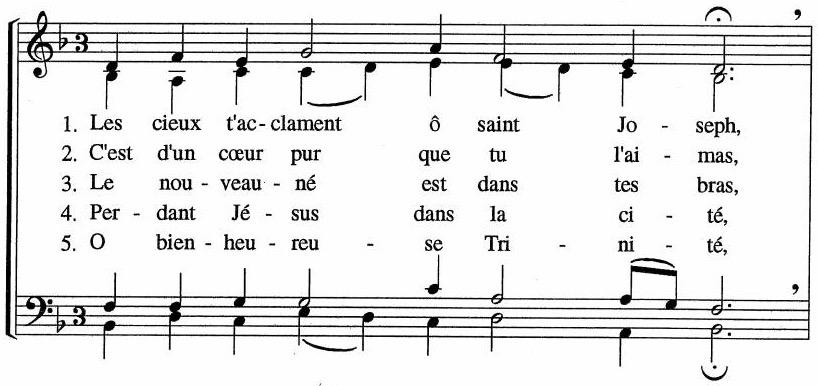 3
1. Les cieux t'ac-clament ô saint Jo - seph,
2. C'est d'un cœur pur que tu l'ai - mas,
3. Le nou - veau - né est dans tes bras,
4. Per - dant Jé - sus dans la ci - té,
5. O bien - heu - reu - se Tri - ni - té,
3